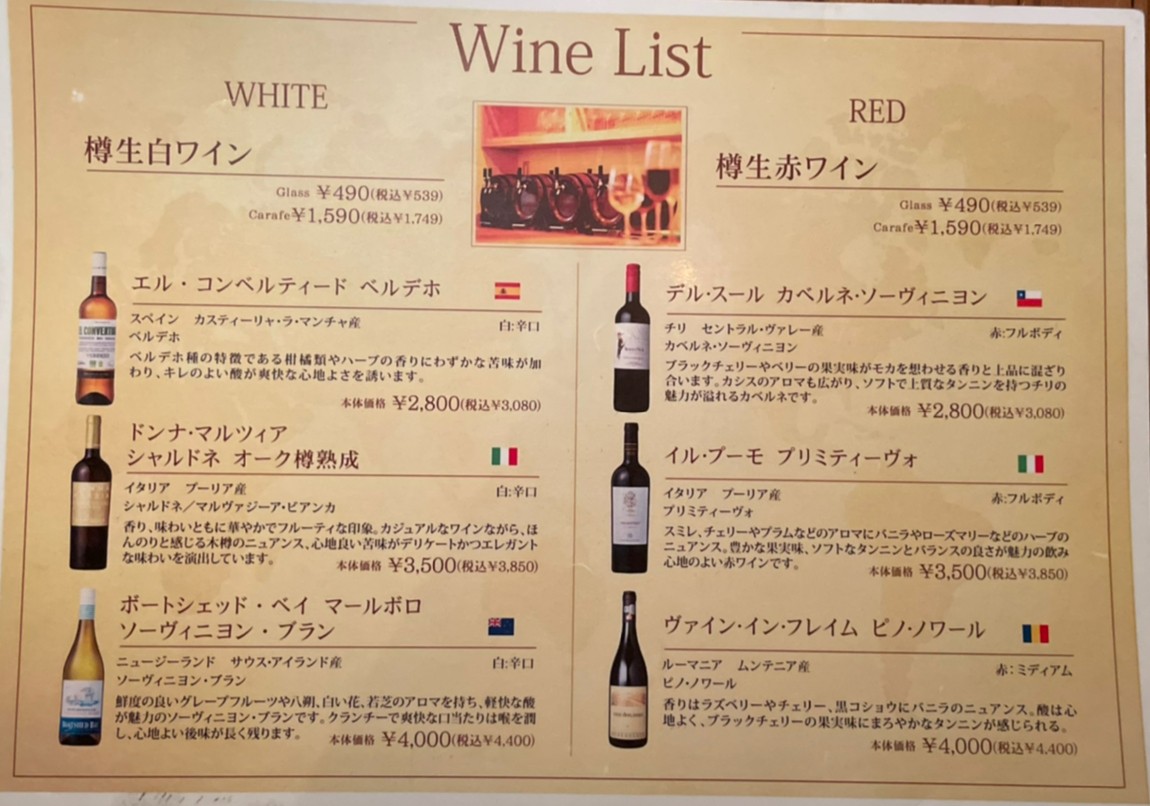 Wine List
WHITE
樽生白ワイン
Glass ¥490(税込¥539)
Carafe¥1,590(税込¥1,749)
エル・コンベルティード ベルデホ
スペイン カスティーリャ・ラ・マンチャ産
白:辛口
ベルデホ
ベルデホ種の特徴である柑橘類やハーブの香りにわずかな苦味が加
わり、キレのよい酸が爽快な心地よさを誘います。
本体価格 ¥2,800(税込¥3,080)
ドンナ・マルツィア
シャルドネ オーク樽熟成
イタリア プーリア産
白:辛口
シャルドネ/マルヴァジーア・ビアンカ
香り、味わいともに華やかでフルーティな印象。カジュアルなワインながら、ほ
んのりと感じる木樽のニュアンス、心地良い苦味がデリケートかつエレガント
な味わいを演出しています。
本体価格 ¥3,500(税込¥3,850)
ボートシェッド・ベイ マールボロ
ソーヴィニヨン・ブラン
ニュージーランド サウス・アイランド産
白:辛口
ソーヴィニヨン・ブラン
鮮度の良いグレープフルーツや八朔、白い花、若芝のアロマを持ち、軽快な酸
が魅力のソーヴィニヨン・ブランです。クランチーで爽快な口当たりは喉を潤
し、心地よい後味が長く残ります。
本体価格 ¥4,000(税込¥4,400)
RED
樽生赤ワイン
Glass ¥490(税込¥539)
Carafe¥1,590(税込¥1,749)
デル・スール カベルネ・ソーヴィニヨン
チリ セントラル・ヴァレー産
赤:フルボディ
カベルネ・ソーヴィニヨン
ブラックチェリーやベリーの果実味がモカを想わせる香りと上品に混ざり
合います。カシスのアロマも広がり、ソフトで上質なタンニンを持つチリの
魅力が溢れるカベルネです。
本体価格 ¥2,800(税込¥3,080)
イル・プーモ プリミティーヴォ
イタリア プーリア産
赤:フルボディ
プリミティーヴォ
スミレ、チェリーやプラムなどのアロマにバニラやローズマリーなどのハーブの
ニュアンス。豊かな果実味、ソフトなタンニンとバランスの良さが魅力の飲み
心地のよい赤ワインです。
本体価格 ¥3,500(税込¥3,850)
ヴァイン・イン・フレイム ピノ・ノワール
ルーマニア ムンテニア産
赤:ミディアム
ピノ・ノワール
香りはラズベリーやチェリー、黒コショウにバニラのニュアンス。酸は心
地よく、ブラックチェリーの果実味にまろやかなタンニンが感じられる。
本体価格 ¥4,000(税込¥4,400)